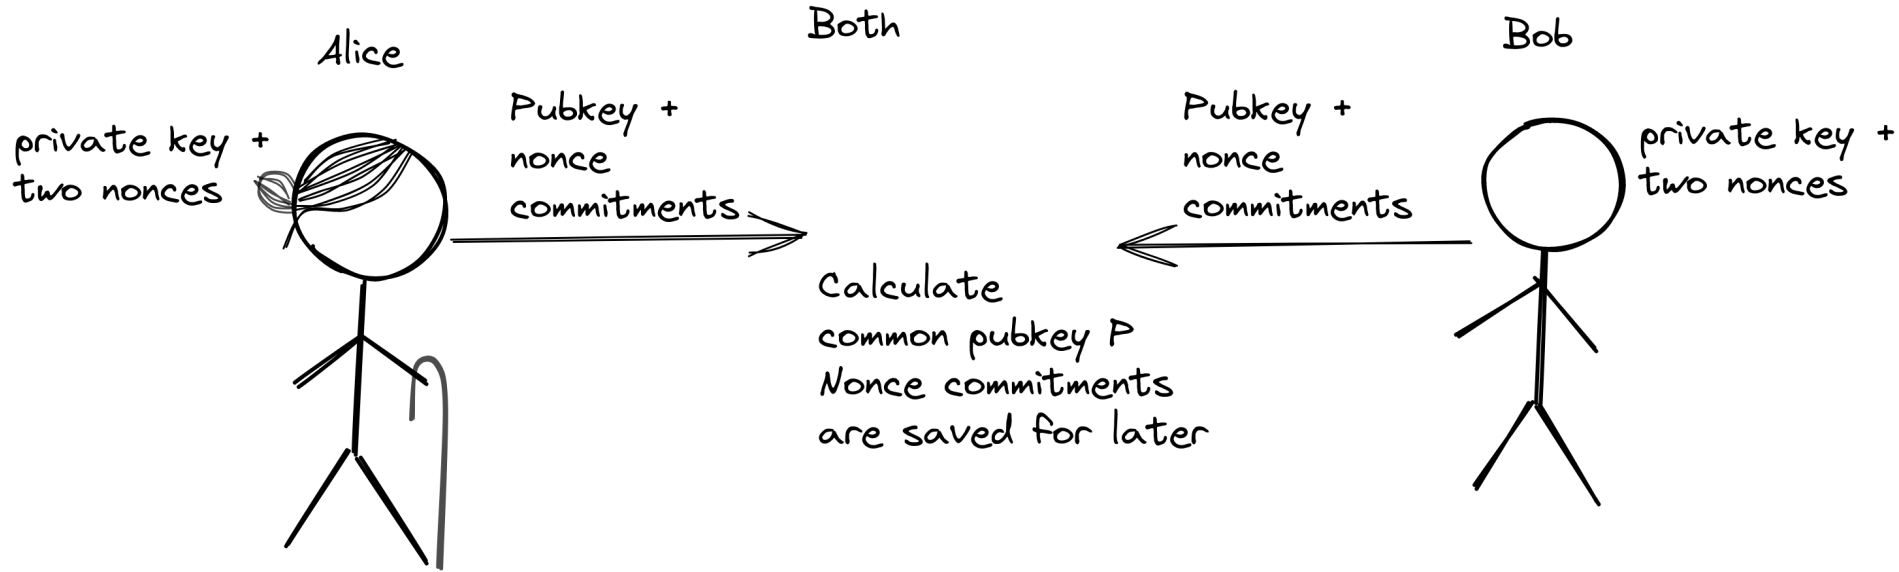 Alice
private key +
two nonces
Pubkey +
nonce
commitments
Both
Calculate
common pubkey P
Nonce commitments
are saved for later
Bob
Pubkey +
nonce
commitments
private key +
two nonces